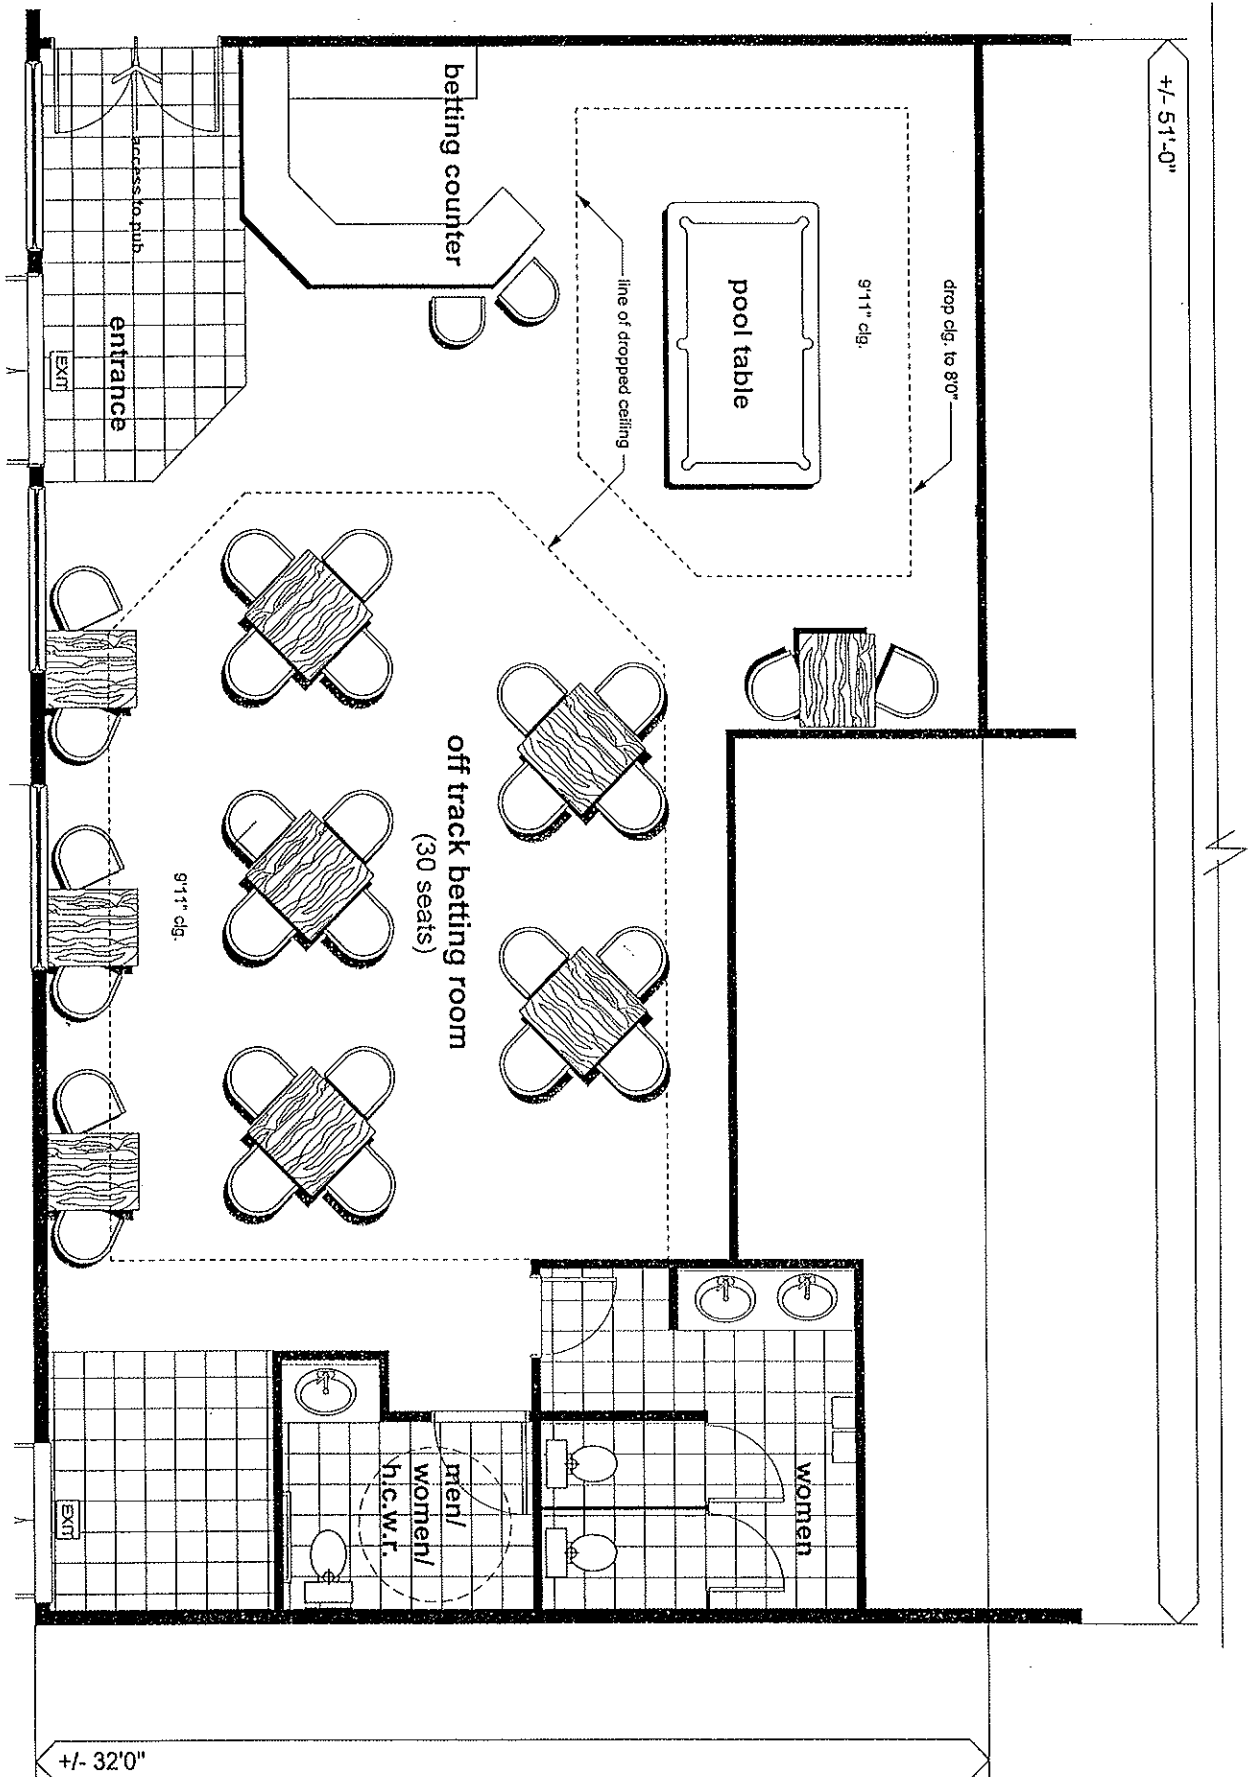 +/- 51'-0"
drop clg. to 8'0"
9'11" clg.
pool table
line of dropped ceiling
betting counter
access to pub
entrance
EXIT
off track betting room
(30 seats)
9'11" clg.
women
men/
women/
h.c.w.r.
EXIT
+/- 32'0"